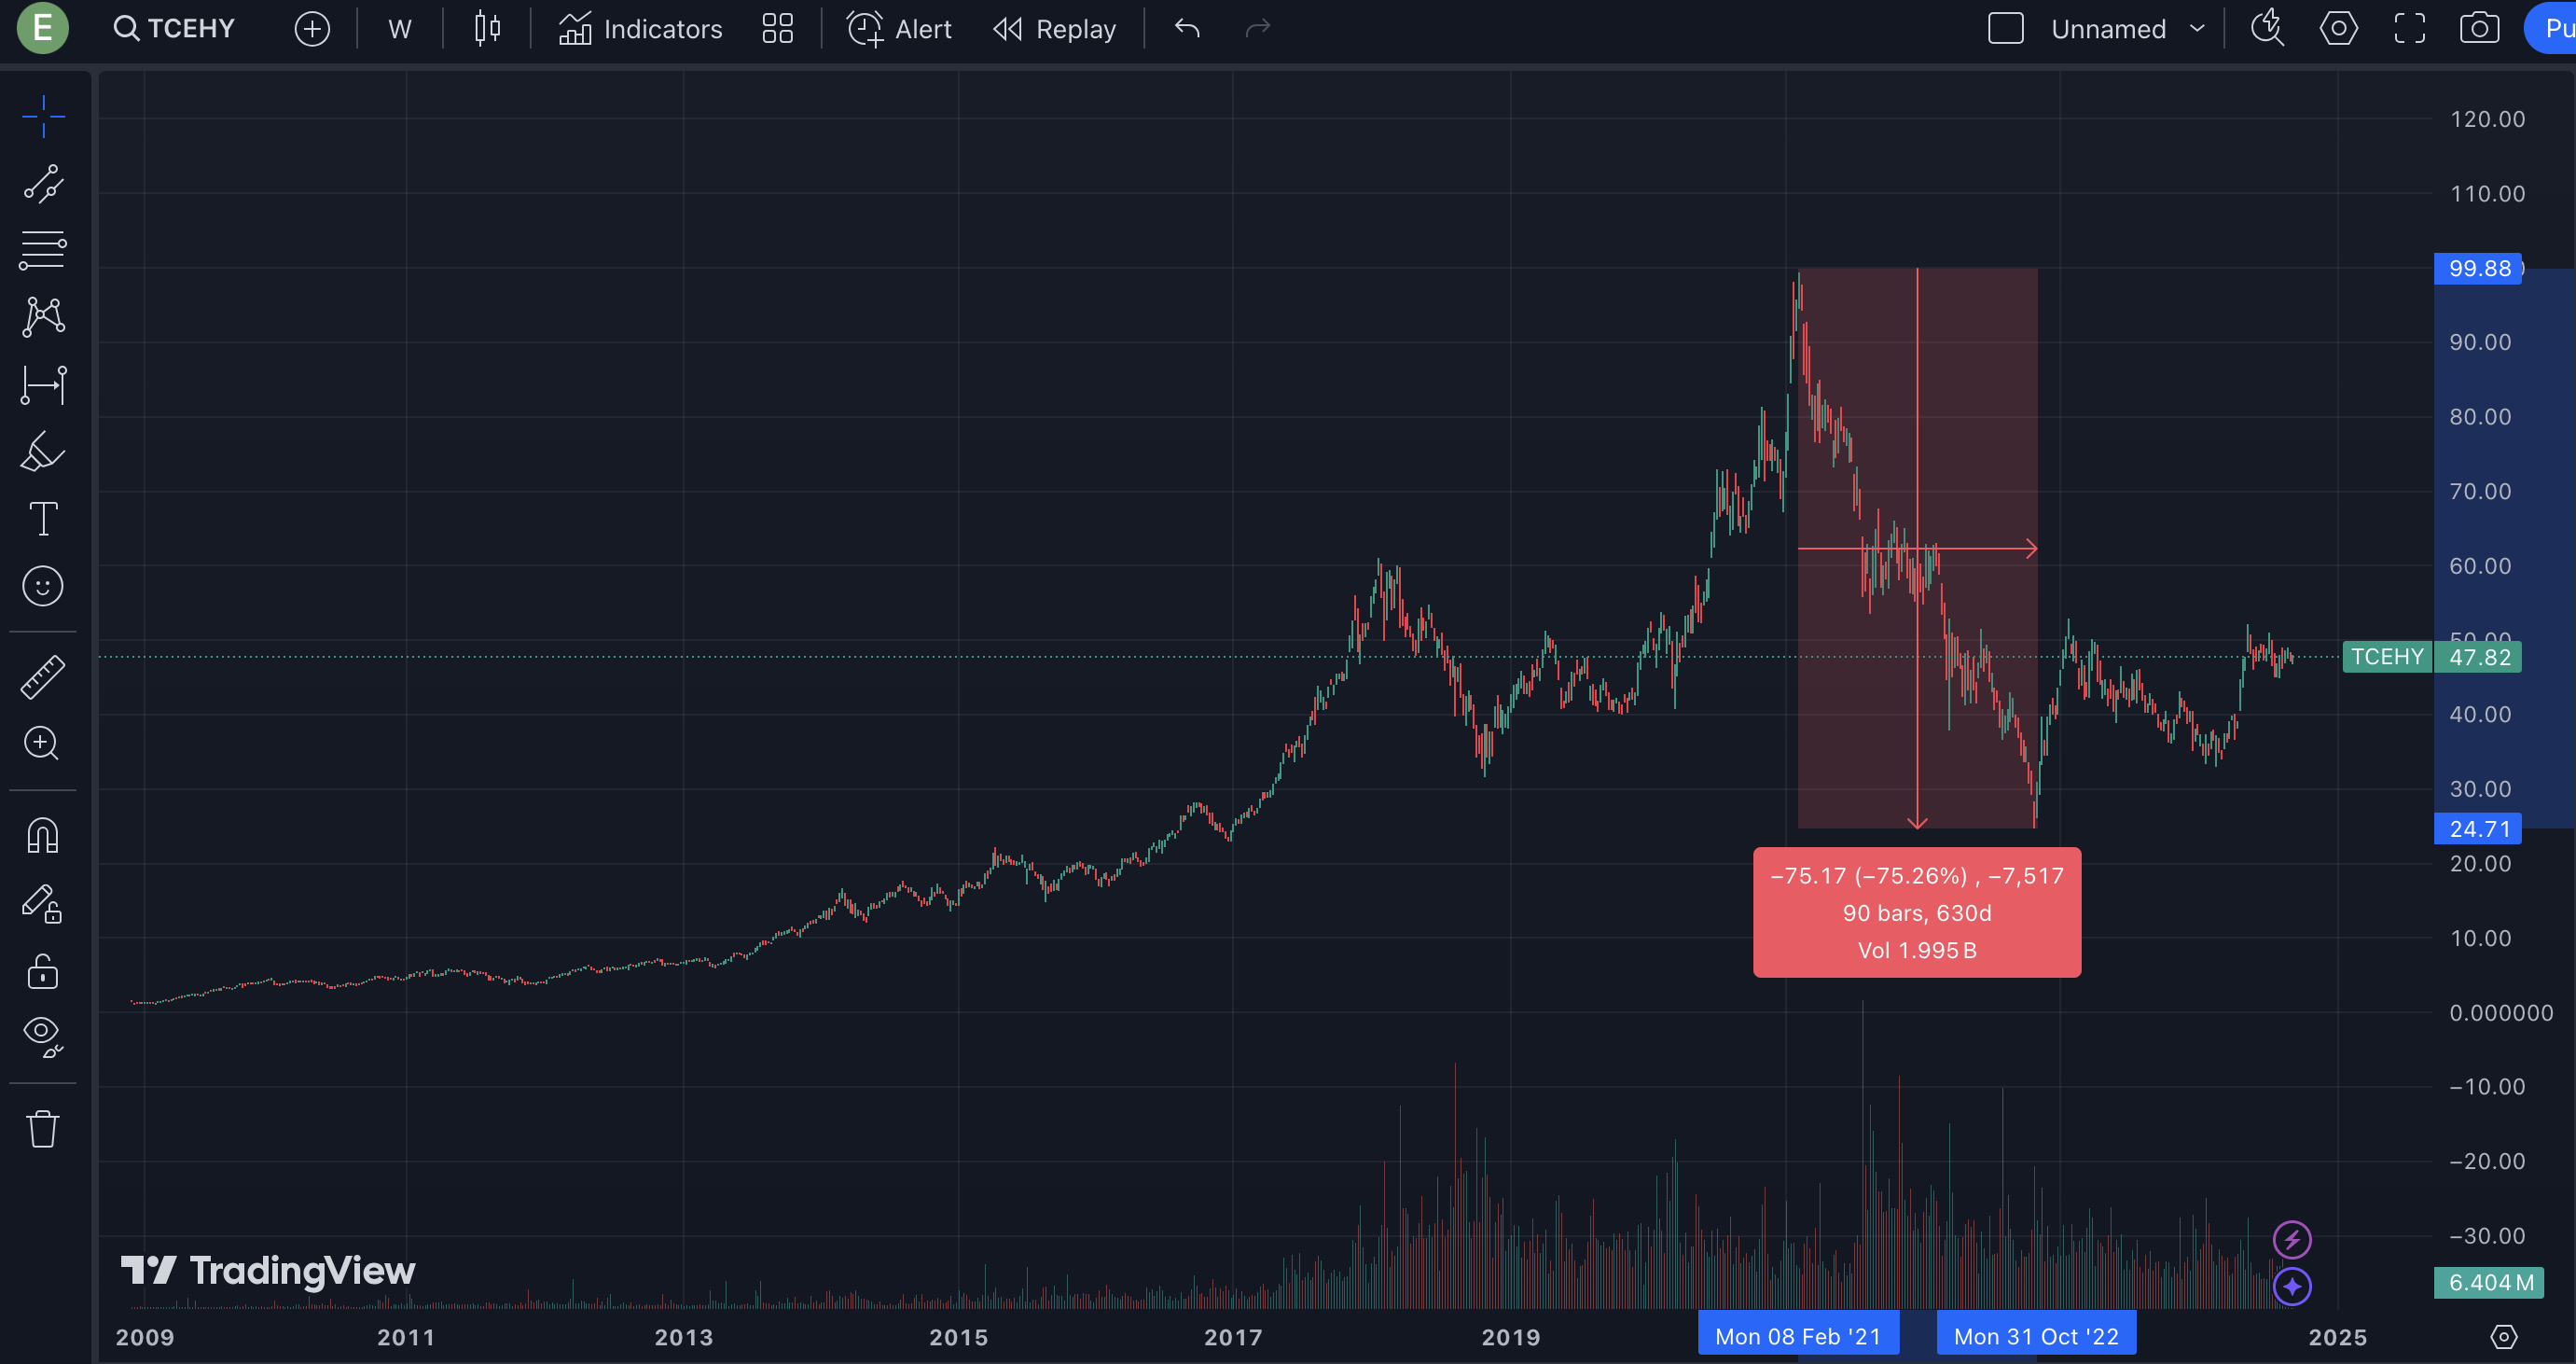 E TCEHY W Indicators Alert Replay Unnamed Pu
120.00
110.00
99.88
90.00
80.00
70.00
60.00
50.00
TCEHY 47.82
40.00
30.00
24.71
20.00
−75.17 (−75.26%) , −7,517
90 bars, 630d
Vol 1.995 B
10.00
0.000000
−10.00
−20.00
−30.00
TradingView
6.404 M
2009 2011 2013 2015 2017 2019 Mon 08 Feb '21 Mon 31 Oct '22 2025